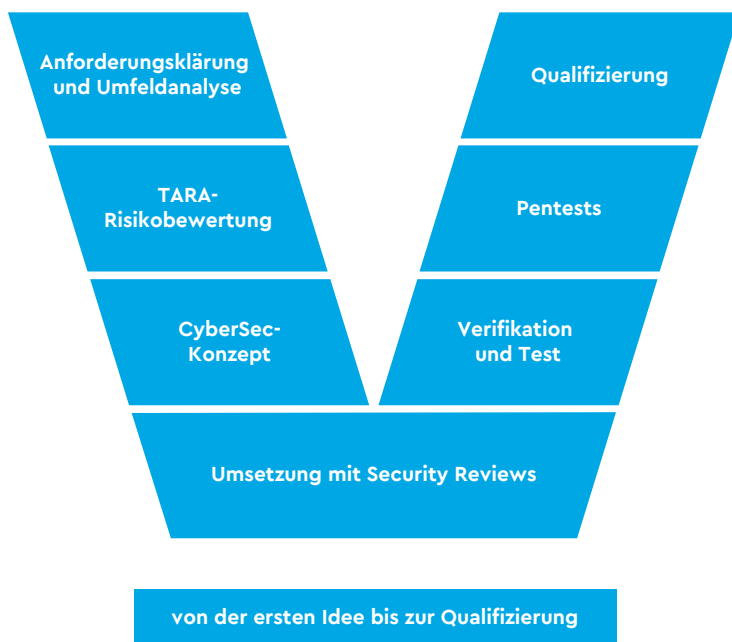 Anforderungsklärung
und Umfeldanalyse
TARA-
Risikobewertung
CyberSec-
Konzept
Umsetzung mit Security Reviews
Verifikation
und Test
Pentests
Qualifizierung
von der ersten Idee bis zur Qualifizierung